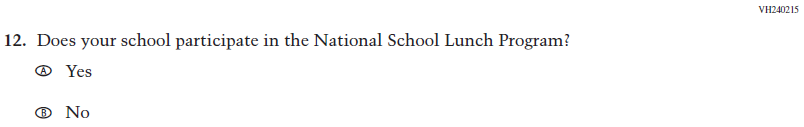 VH240215
12. Does your school participate in the National School Lunch Program?
A Yes
B No